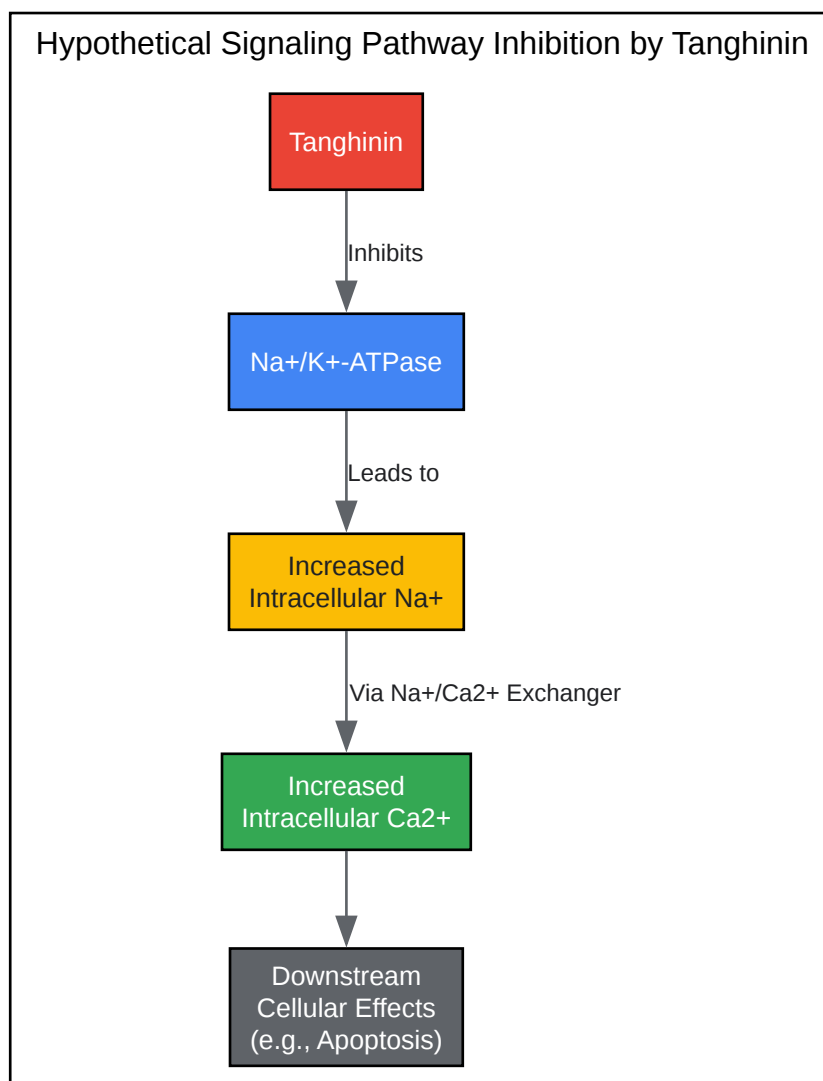 Hypothetical Signaling Pathway Inhibition by Tanghinin
Tanghinin
Inhibits
Na+/K+-ATPase
Leads to
Increased
Intracellular Na+
Via Na+/Ca2+ Exchanger
Increased
Intracellular Ca2+
Downstream
Cellular Effects
(e.g., Apoptosis)